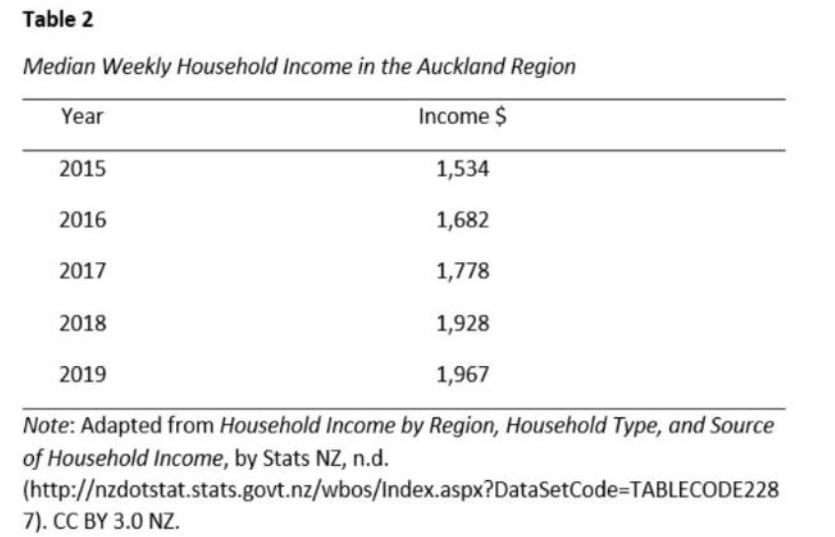 Table 2
Median Weekly Household Income in the Auckland Region
Year Income $
2015 1,534
2016 1,682
2017 1,778
2018 1,928
2019 1,967
Note: Adapted from Household Income by Region, Household Type, and Source
of Household Income, by Stats NZ, n.d.
(http://nzdotstat.stats.govt.nz/wbos/Index.aspx?DataSetCode=TABLECODE228
7). CC BY 3.0 NZ.